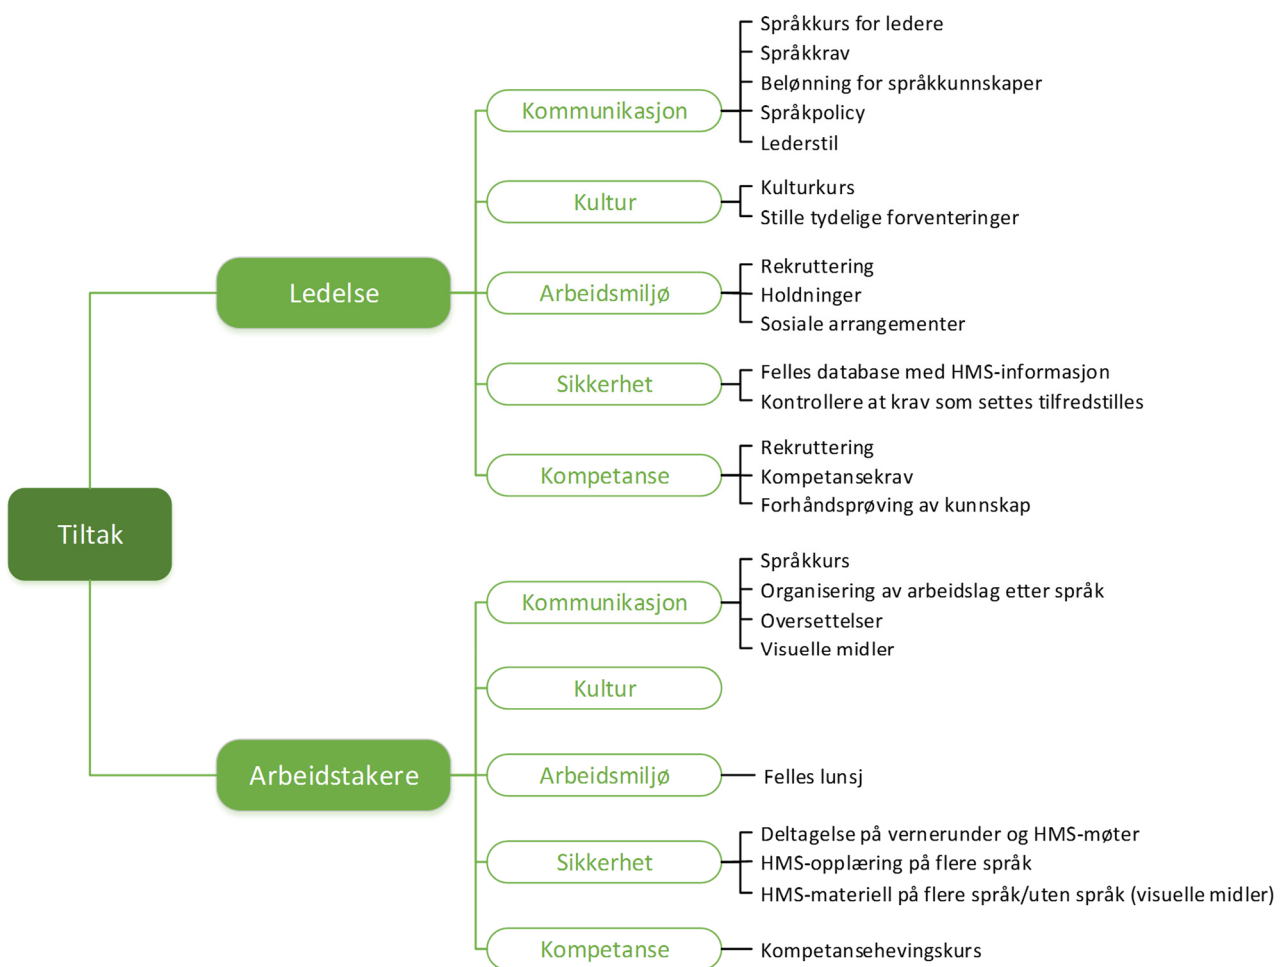 Tiltak
Ledelse
Kommunikasjon
Språkkurs for ledere
Språkkrav
Belønning for språkkunnskaper
Språkpolicy
Lederstil
Kultur
Kulturkurs
Stille tydelige forventeringer
Arbeidsmiljø
Rekruttering
Holdninger
Sosiale arrangementer
Sikkerhet
Felles database med HMS-informasjon
Kontrollere at krav som settes tilfredstilles
Kompetanse
Rekruttering
Kompetansekrav
Forhåndsprøving av kunnskap
Arbeidstakere
Kommunikasjon
Språkkurs
Organisering av arbeidslag etter språk
Oversettelser
Visuelle midler
Kultur
Arbeidsmiljø
Felles lunsj
Sikkerhet
Deltagelse på vernerunder og HMS-møter
HMS-opplæring på flere språk
HMS-materiell på flere språk/uten språk (visuelle midler)
Kompetanse
Kompetansehevingskurs